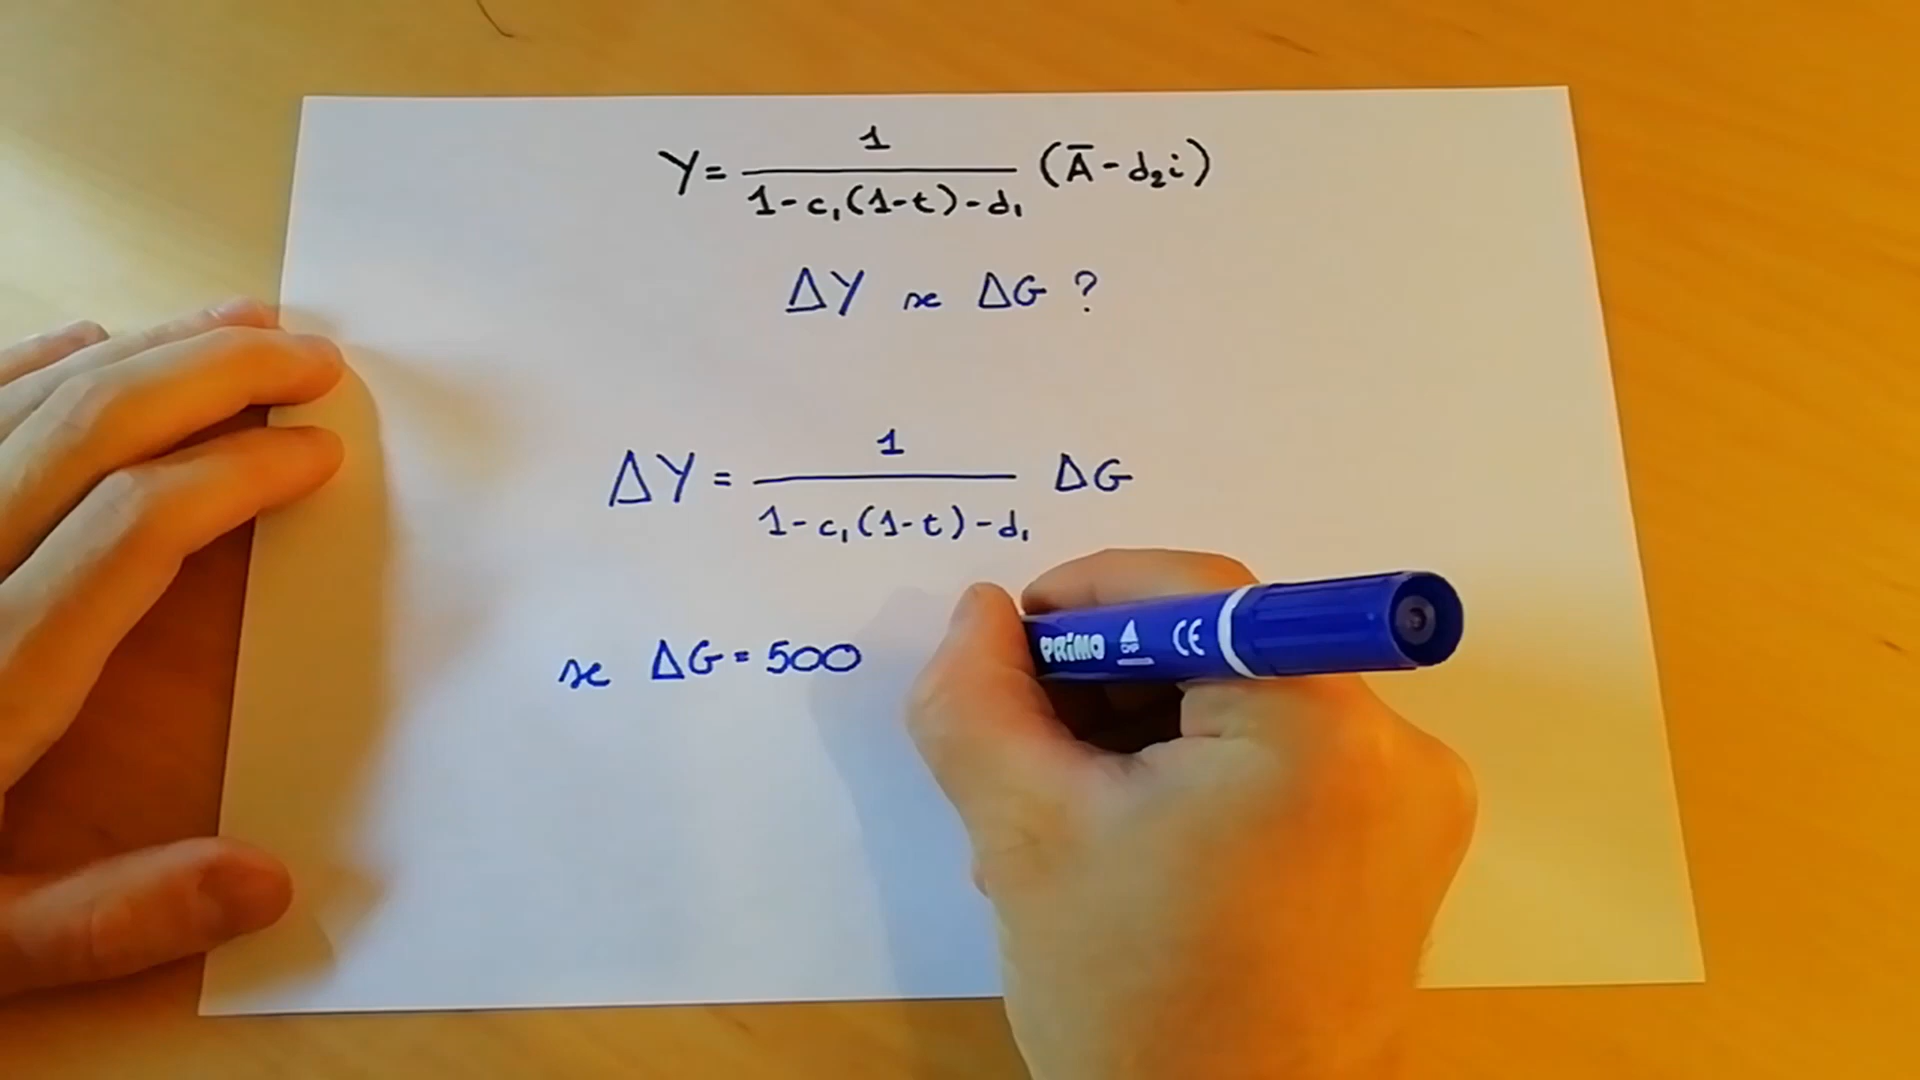 Y = 1 / (1 - c₁(1-t) - d₁) (A̅ - d₂i)
ΔY se ΔG ?
ΔY = 1 / (1 - c₁(1-t) - d₁) ΔG
se ΔG = 500
PRIMO CE